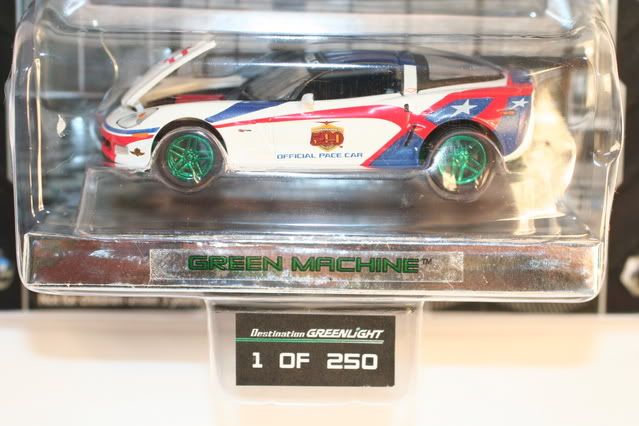 500
OFFICIAL PACE CAR
GREEN MACHINE™
Destination GREENLIGHT
1 OF 250